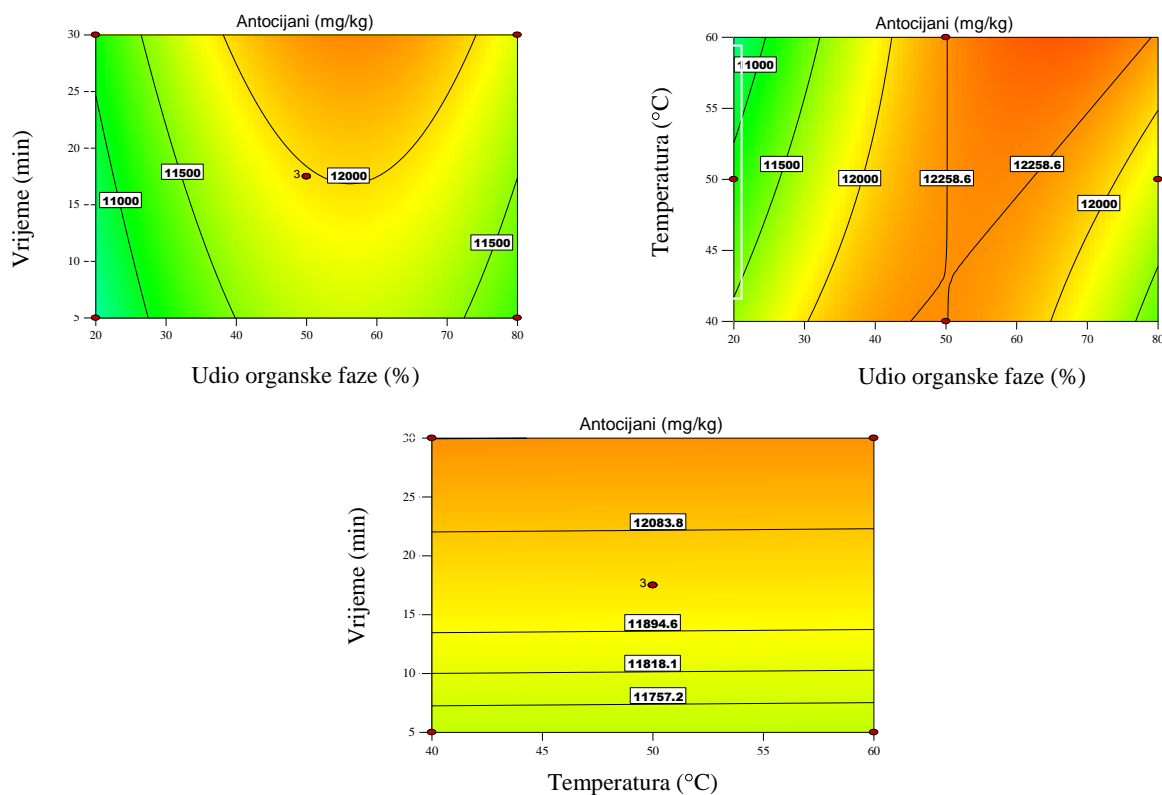 Antocijani (mg/kg)
30
25
20
15
10
5
Vrijeme (min)
11000
11500
3
12000
11500
20 30 40 50 60 70 80
Udio organske faze (%)
Antocijani (mg/kg)
60
55
50
45
40
Temperatura (°C)
11000
11500
12000
12258.6
12258.6
12000
20 30 40 50 60 70 80
Udio organske faze (%)
Antocijani (mg/kg)
30
25
20
15
10
5
Vrijeme (min)
12083.8
3
11894.6
11818.1
11757.2
40 45 50 55 60
Temperatura (°C)